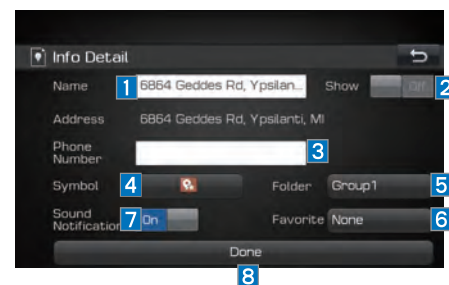 Info Detail
Name 1 6864 Geddes Rd, Ypsilan... Show Off 2
Address 6864 Geddes Rd, Ypsilanti, MI
Phone
Number 3
Symbol 4 Folder Group1 5
Sound
Notification 7 On Favorite None 6
Done
8